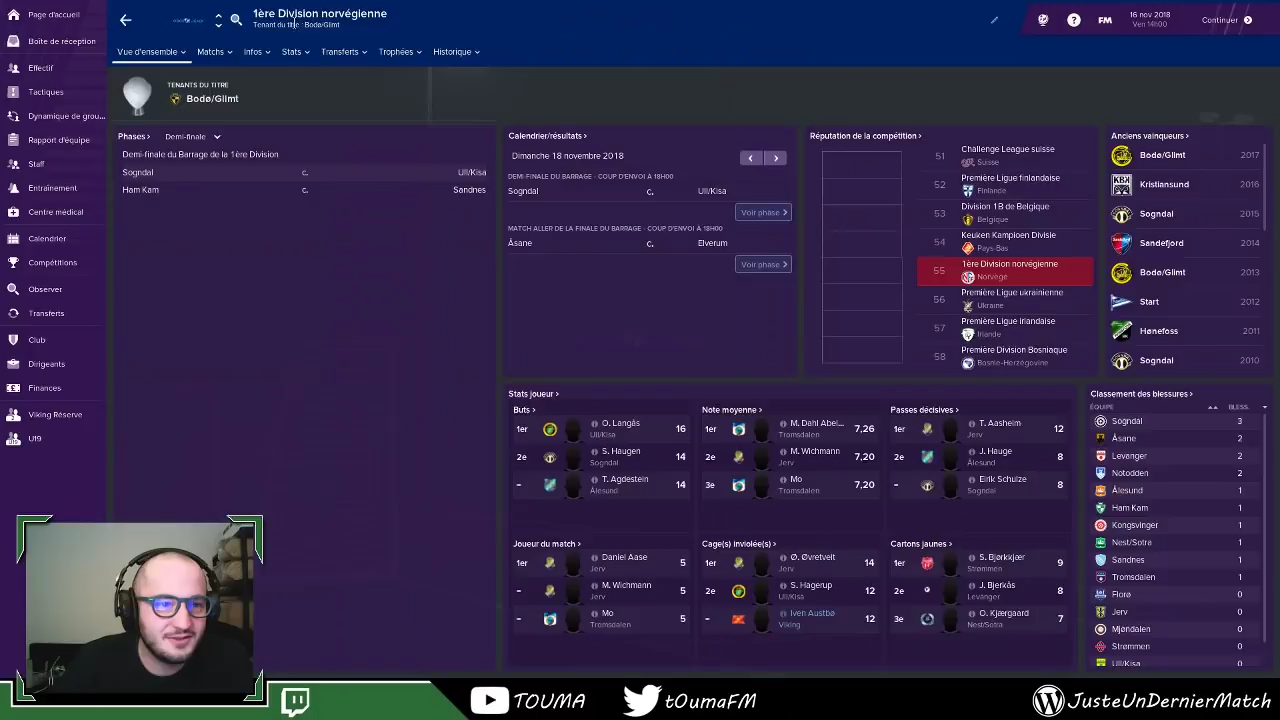 1ère Division norvégienne
Tenant du titre - Bodø/Glimt
16 nov 2018
Ven 14h00
FM
Continuer
Vue d'ensemble
Matchs
Infos
Stats
Transferts
Trophées
Historique
Page d'accueil
Boîte de réception
Effectif
Tactiques
Dynamique de grou...
Rapport d'équipe
Staff
Entraînement
Centre médical
Calendrier
Compétitions
Observer
Transferts
Club
Dirigeants
Finances
Viking Réserve
U19
TENANTS DU TITRE
Bodø/Glimt
Phases
Demi-finale
Demi-finale du Barrage de la 1ère Division
Sogndal c. Ull/Kisa
Ham Kam c. Sandnes
Calendrier/résultats
Dimanche 18 novembre 2018
DEMI-FINALE DU BARRAGE - COUP D'ENVOI À 18H00
Sogndal c. Ull/Kisa
Voir phase
MATCH ALLER DE LA FINALE DU BARRAGE - COUP D'ENVOI À 18H00
Åsane c. Elverum
Voir phase
Réputation de la compétition
51 Challenge League suisse
Suisse
52 Première Ligue finlandaise
Finlande
53 Division 1B de Belgique
Belgique
54 Keuken Kampioen Divisie
Pays-Bas
55 1ère Division norvégienne
Norvège
56 Première Ligue ukrainienne
Ukraine
57 Première Ligue irlandaise
Irlande
58 Première Division Bosniaque
Bosnie-Herzégovine
Anciens vainqueurs
Bodø/Glimt 2017
Kristiansund 2016
Sogndal 2015
Sandefjord 2014
Bodø/Glimt 2013
Start 2012
Hønefoss 2011
Sogndal 2010
Stats joueur
Buts
1er O. Langås 16
Ull/Kisa
2e S. Haugen 14
Sogndal
- T. Agdestein 14
Ålesund
Note moyenne
1er M. Dahl Abel... 7,26
Tromsdalen
2e M. Wichmann 7,20
Jerv
3e Mo 7,20
Tromsdalen
Passes décisives
1er T. Aasheim 12
Jerv
2e J. Hauge 8
Ålesund
- Eirik Schulze 8
Sogndal
Joueur du match
1er Daniel Aase 5
Jerv
- M. Wichmann 5
Jerv
- Mo 5
Tromsdalen
Cage(s) inviolée(s)
1er Ø. Øvretveit 14
Jerv
2e S. Hagerup 12
Ull/Kisa
- Iven Austbø 12
Viking
Cartons jaunes
1er S. Bjørkkjær 9
Strømmen
2e J. Bjerkås 8
Levanger
3e O. Kjærgaard 7
Nest/Sotra
Classement des blessures
ÉQUIPE BLESS.
Sogndal 3
Åsane 2
Levanger 2
Notodden 2
Ålesund 1
Ham Kam 1
Kongsvinger 1
Nest/Sotra 1
Sandnes 1
Tromsdalen 1
Florø 0
Jerv 0
Mjøndalen 0
Strømmen 0
Ull/Kisa 0
TOUMA
tOumaFM
JusteUnDernierMatch